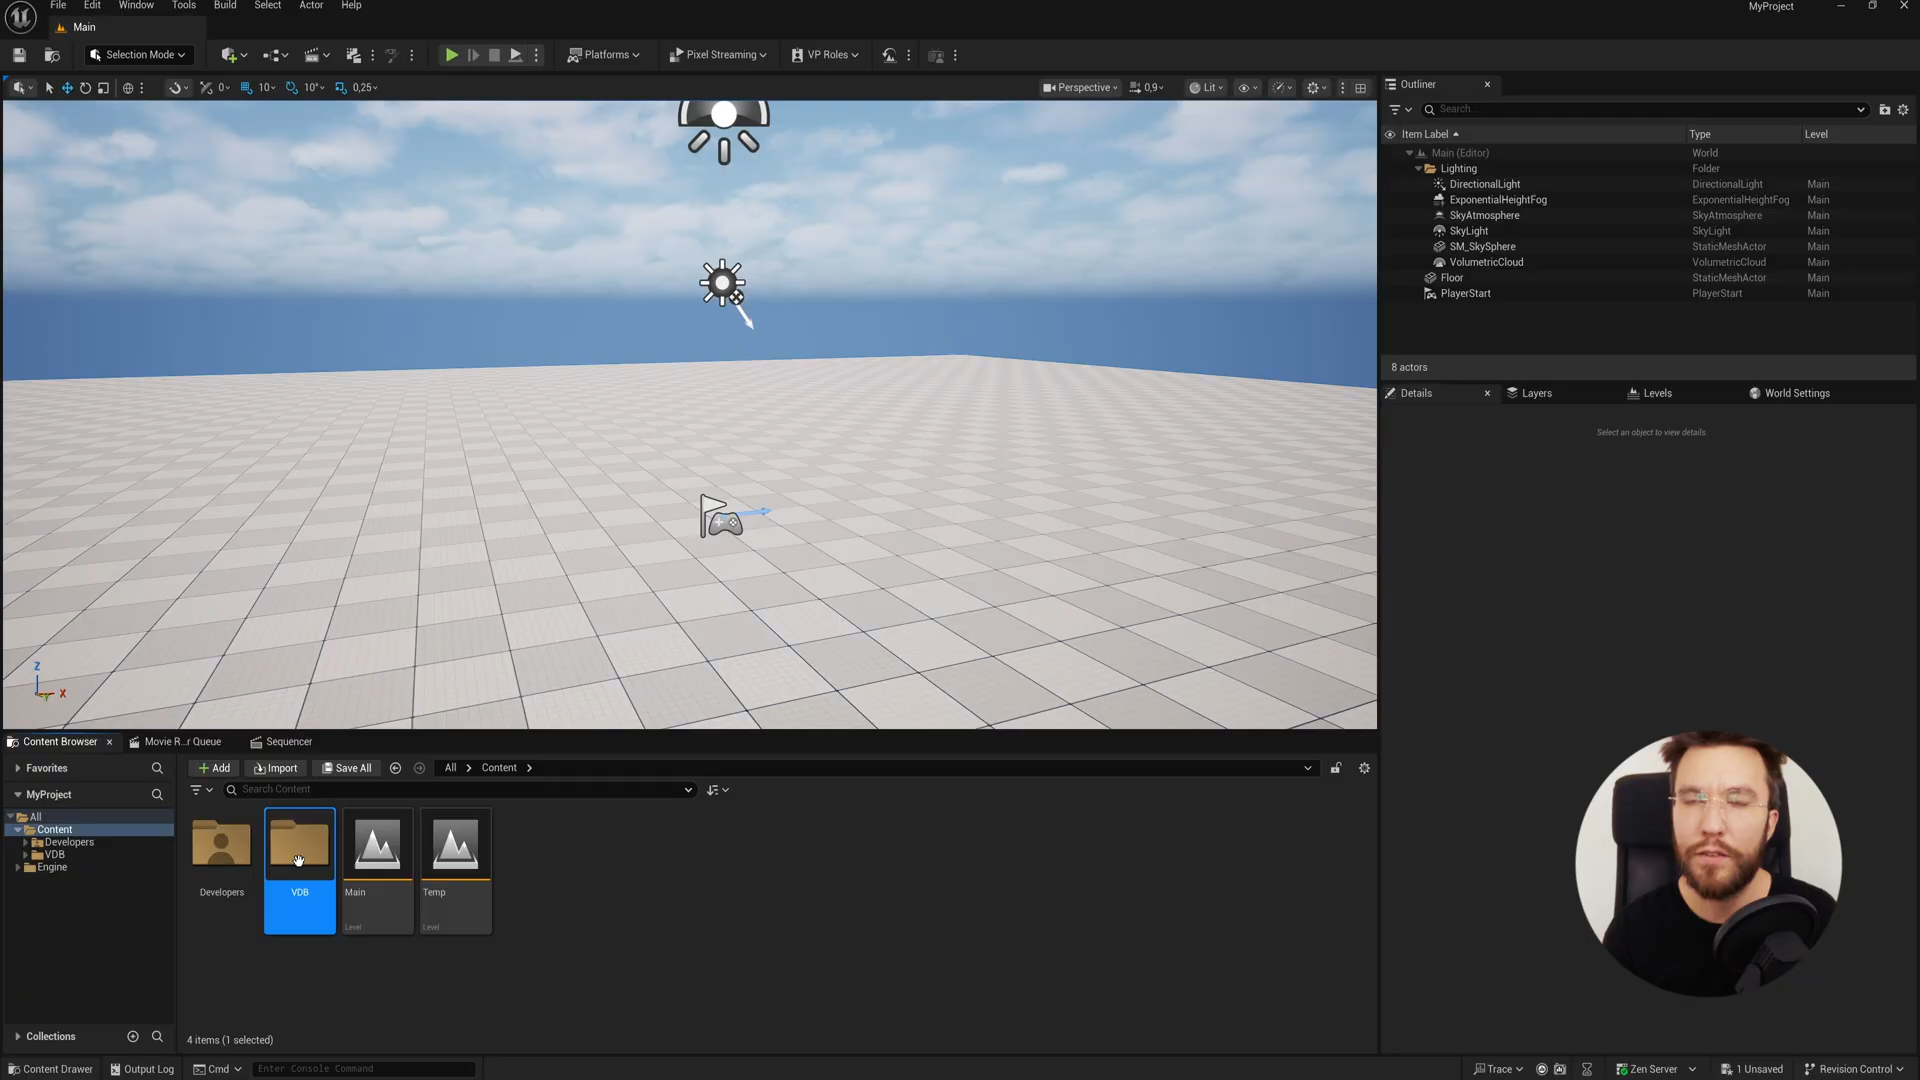 File Edit Window Tools Build Select Actor Help
MyProject
Main
Selection Mode
Platforms
Pixel Streaming
VP Roles
0
10
10°
0,25
Perspective
0,9
Lit
Outliner
Search...
Item Label
Type
Level
Main (Editor)
World
Lighting
Folder
DirectionalLight
DirectionalLight
Main
ExponentialHeightFog
ExponentialHeightFog
Main
SkyAtmosphere
SkyAtmosphere
Main
SkyLight
SkyLight
Main
SM_SkySphere
StaticMeshActor
Main
VolumetricCloud
VolumetricCloud
Main
Floor
StaticMeshActor
Main
PlayerStart
PlayerStart
Main
8 actors
Details
Layers
Levels
World Settings
Select an object to view details.
Z
X
Content Browser
Movie R...r Queue
Sequencer
Favorites
Add
Import
Save All
All
Content
MyProject
Search Content
All
Content
Developers
VDB
Engine
Developers
VDB
Main
Level
Temp
Level
Collections
4 items (1 selected)
Content Drawer
Output Log
Cmd
Enter Console Command
Trace
Zen Server
1 Unsaved
Revision Control